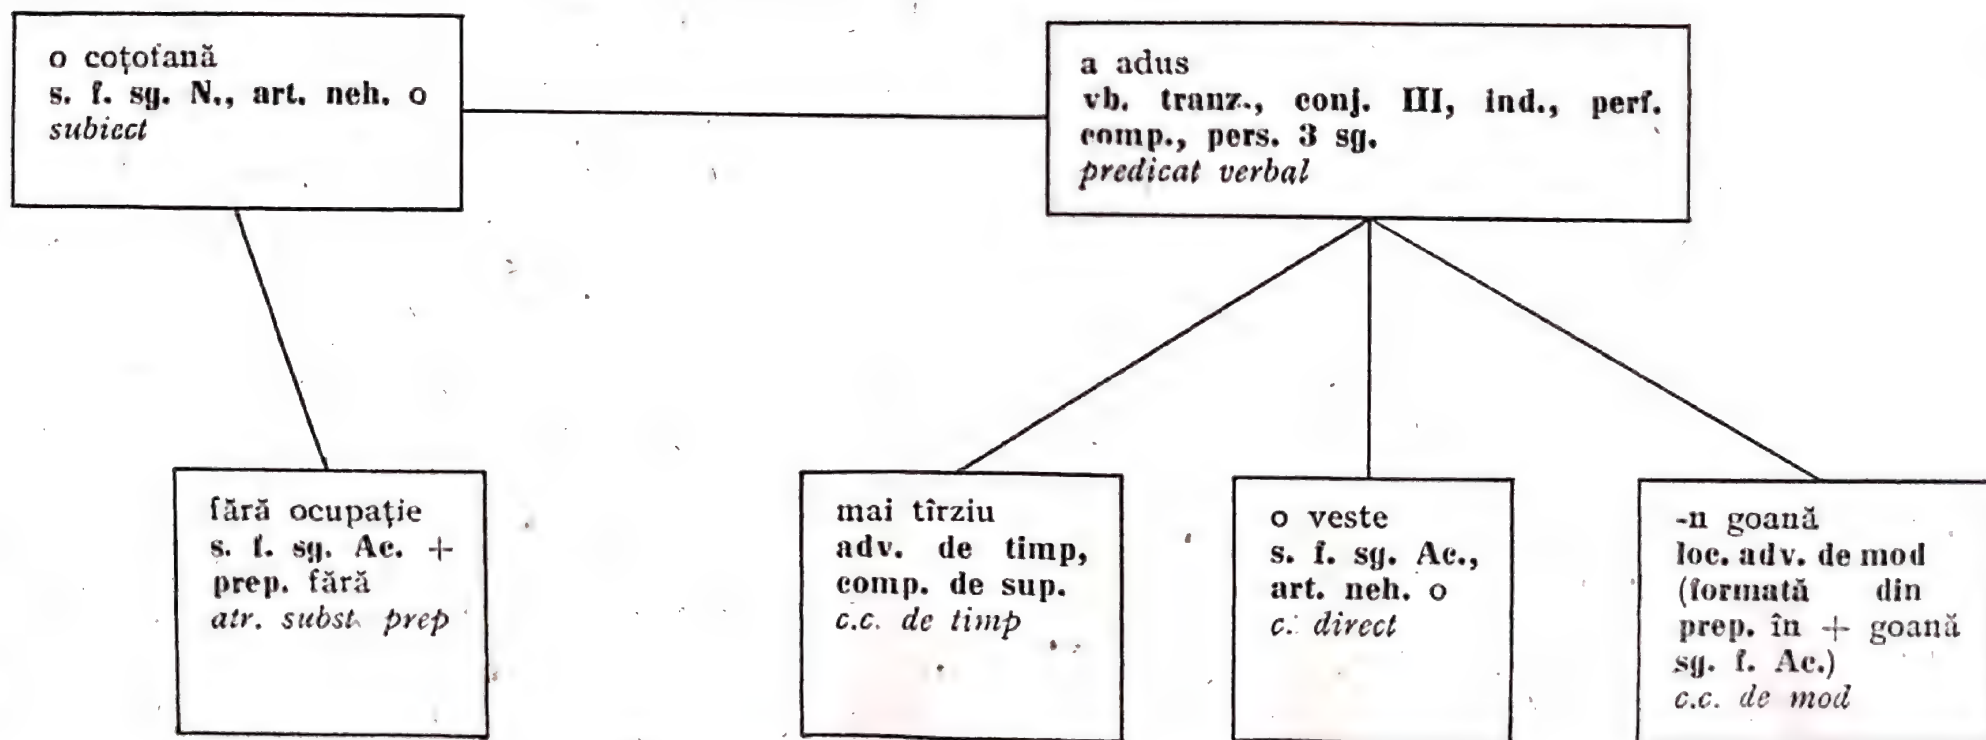 o coțofană
s. f. sg. N., art. neh. o
subiect
a adus
vb. tranz., conj. III, ind., perf.
comp., pers. 3 sg.
predicat verbal
fără ocupație
s. f. sg. Ac. +
prep. fără
atr. subst. prep
mai tîrziu
adv. de timp,
comp. de sup.
c.c. de timp
o veste
s. f. sg. Ac.,
art. neh. o
c. direct
-n goană
loc. adv. de mod
(formată din
prep. în + goană
sg. f. Ac.)
c.c. de mod